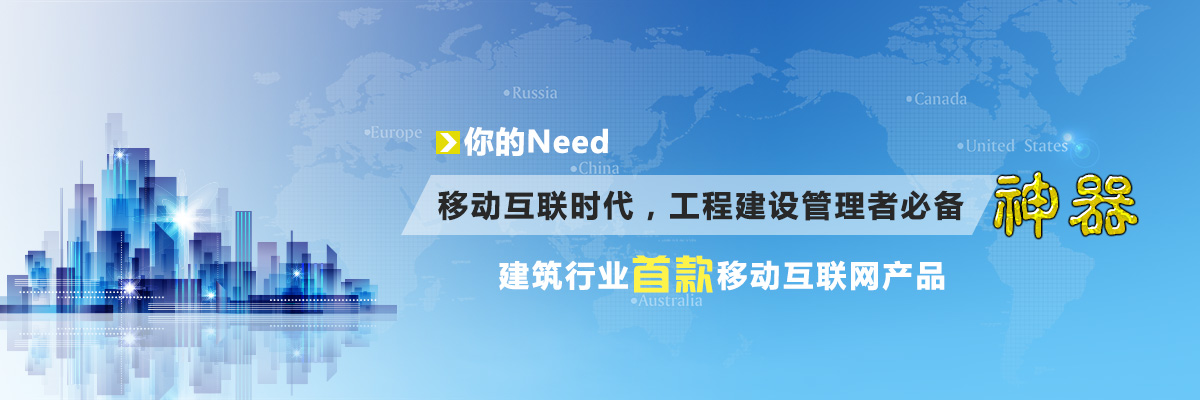 Russia
Canada
Europe
你的Need
United States
China
移动互联时代，工程建设管理者必备神器
建筑行业首款移动互联网产品
Australia